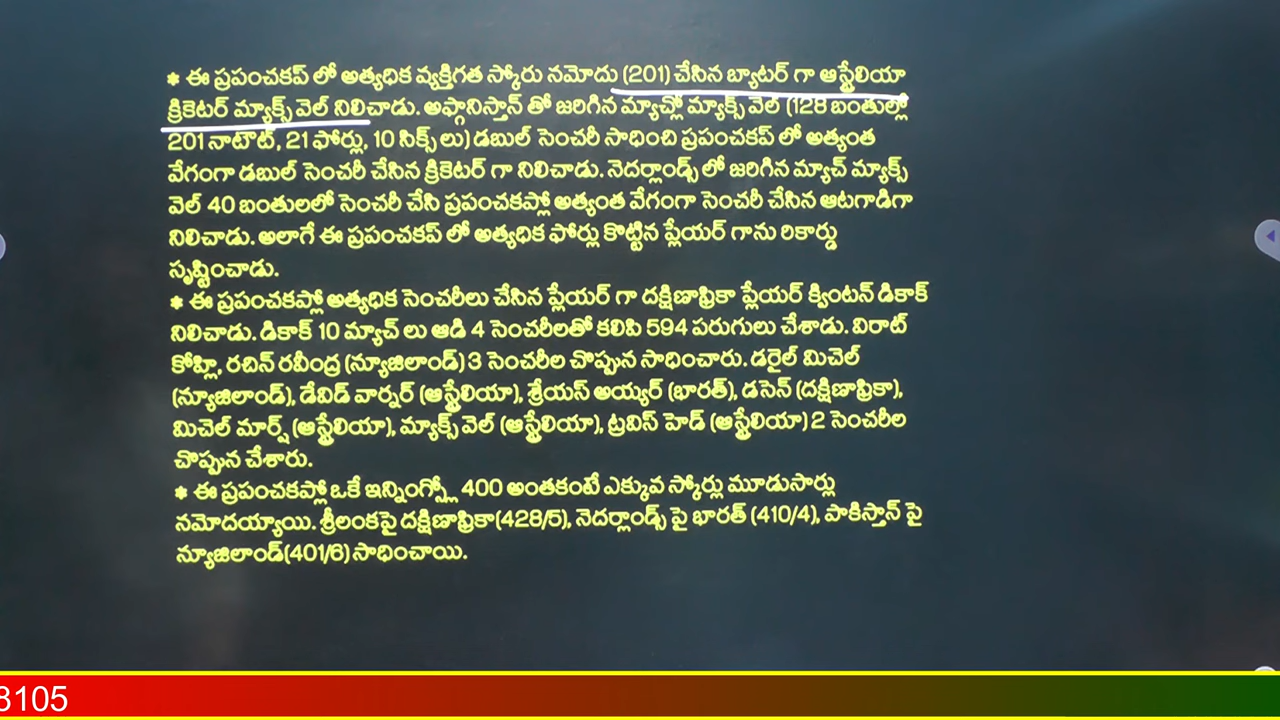 * ఈ ప్రపంచకప్ లో అత్యధిక వ్యక్తిగత స్కోరు నమోదు (201) చేసిన బ్యాటర్ గా ఆస్ట్రేలియా
క్రికెటర్ మ్యాక్స్ వెల్ నిలిచాడు. అఫ్గానిస్తాన్ తో జరిగిన మ్యాచ్లో మ్యాక్స్ వెల్ (128 బంతుల్లో
201 నాటౌట్, 21 ఫోర్లు, 10 సిక్స్ లు) డబుల్ సెంచరీ సాధించి ప్రపంచకప్ లో అత్యంత
వేగంగా డబుల్ సెంచరీ చేసిన క్రికెటర్ గా నిలిచాడు. నెదర్లాండ్స్ లో జరిగిన మ్యాచ్ మ్యాక్స్
వెల్ 40 బంతులలో సెంచరీ చేసి ప్రపంచకప్లో అత్యంత వేగంగా సెంచరీ చేసిన ఆటగాడిగా
నిలిచాడు. అలాగే ఈ ప్రపంచకప్ లో అత్యధిక ఫోర్లు కొట్టిన ప్లేయర్ గాను రికార్డు
సృష్టించాడు.
* ఈ ప్రపంచకప్లో అత్యధిక సెంచరీలు చేసిన ప్లేయర్ గా దక్షిణాఫ్రికా ప్లేయర్ క్వింటన్ డికాక్
నిలిచాడు. డికాక్ 10 మ్యాచ్ లు ఆడి 4 సెంచరీలతో కలిపి 594 పరుగులు చేశాడు. విరాట్
కోహ్లి, రచిన్ రవీంద్ర (న్యూజిలాండ్) 3 సెంచరీల చొప్పున సాధించారు. డరైల్ మిచెల్
(న్యూజిలాండ్), డేవిడ్ వార్నర్ (ఆస్ట్రేలియా), శ్రేయస్ అయ్యర్ (భారత్), డసెన్ (దక్షిణాఫ్రికా),
మిచెల్ మార్ష్ (ఆస్ట్రేలియా), మ్యాక్స్ వెల్ (ఆస్ట్రేలియా), ట్రవిస్ హెడ్ (ఆస్ట్రేలియా) 2 సెంచరీల
చొప్పున చేశారు.
* ఈ ప్రపంచకప్లో ఒకే ఇన్నింగ్స్లో 400 అంతకంటే ఎక్కువ స్కోర్లు మూడుసార్లు
నమోదయ్యాయి. శ్రీలంకపై దక్షిణాఫ్రికా(428/5), నెదర్లాండ్స్ పై భారత్ (410/4), పాకిస్తాన్ పై
న్యూజిలాండ్(401/6) సాధించాయి.
8105